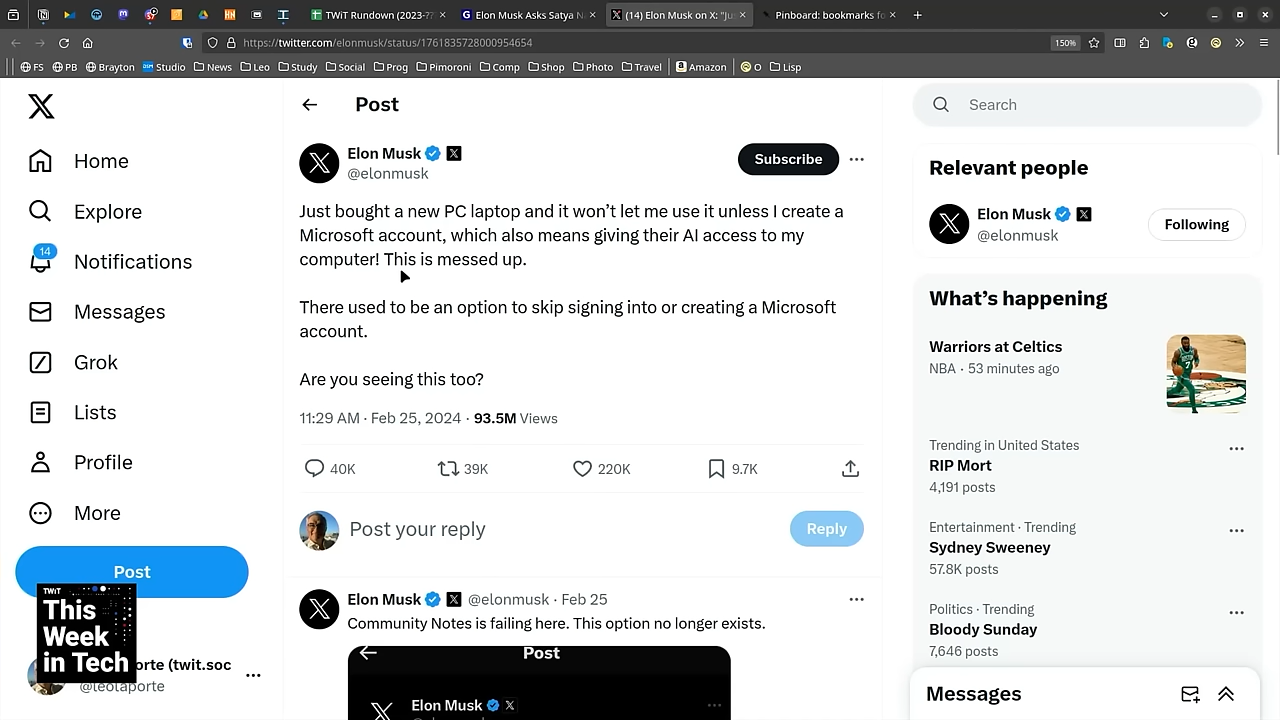 TWiT Rundown (2023-??
Elon Musk Asks Satya N
(14) Elon Musk on X: "Ju
Pinboard: bookmarks fo
https://twitter.com/elonmusk/status/1761835728000954654
150%
FS
PB
Brayton
Studio
News
Leo
Study
Social
Prog
Pimoroni
Comp
Shop
Photo
Travel
Amazon
O
Lisp
Home
Explore
14
Notifications
Messages
Grok
Lists
Profile
More
Post
TWiT
This
Week
in Tech
orte (twit.soc
@leolaporte
Post
Elon Musk
@elonmusk
Subscribe
Just bought a new PC laptop and it won’t let me use it unless I create a
Microsoft account, which also means giving their AI access to my
computer! This is messed up.
There used to be an option to skip signing into or creating a Microsoft
account.
Are you seeing this too?
11:29 AM · Feb 25, 2024 · 93.5M Views
40K
39K
220K
9.7K
Post your reply
Reply
Elon Musk @elonmusk · Feb 25
Community Notes is failing here. This option no longer exists.
Post
Elon Musk
Search
Relevant people
Elon Musk
@elonmusk
Following
What’s happening
Warriors at Celtics
NBA · 53 minutes ago
Trending in United States
RIP Mort
4,191 posts
Entertainment · Trending
Sydney Sweeney
57.8K posts
Politics · Trending
Bloody Sunday
7,646 posts
Messages